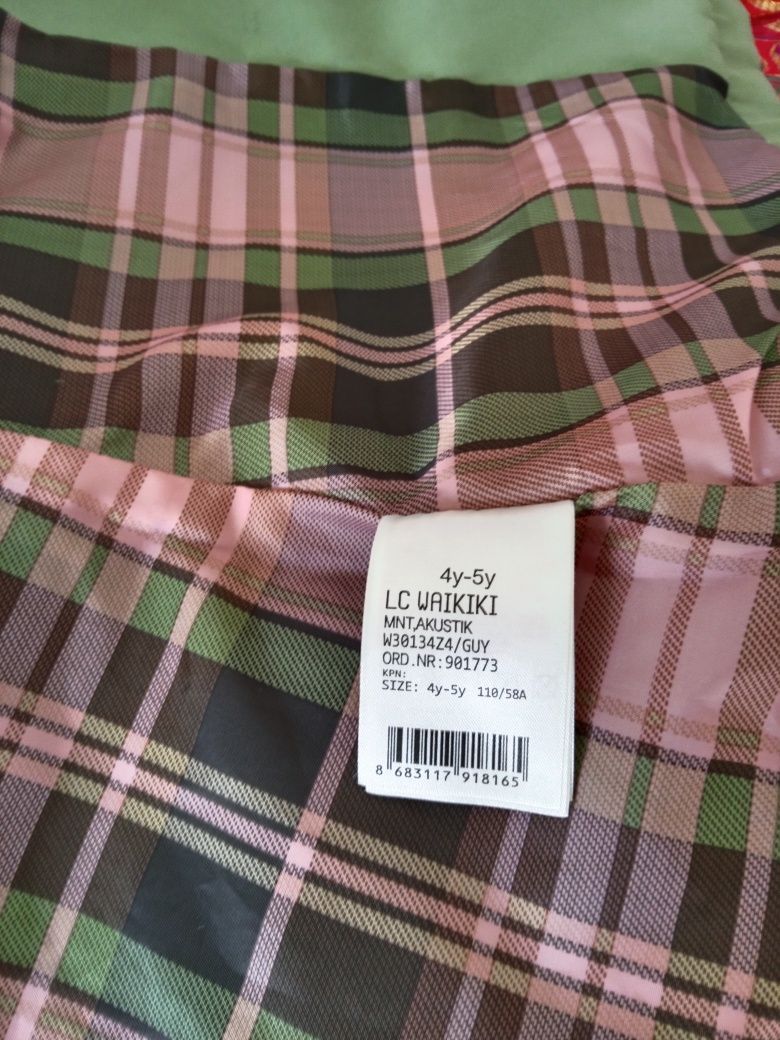 4y-5y
LC WAIKIKI
MNT,AKUSTIK
W30134Z4/GUY
ORD.NR:901773
KPN:
SIZE: 4y-5y 110/58A
8 683117 918165